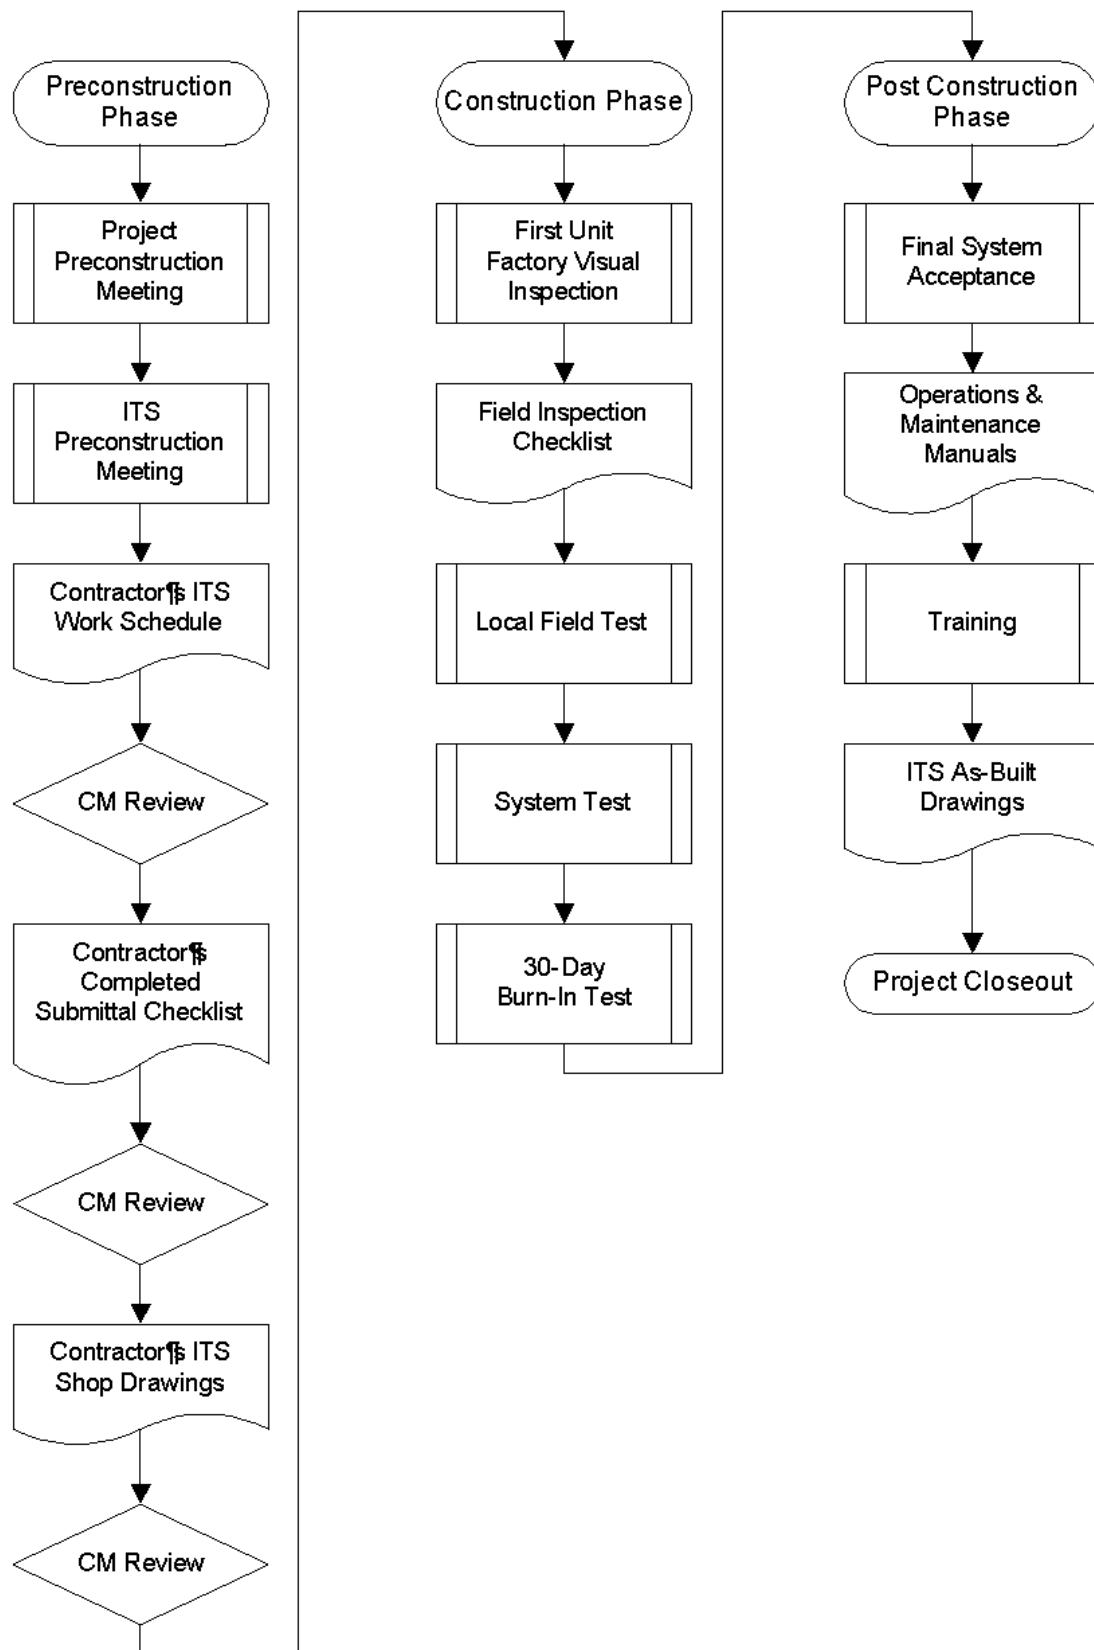 Preconstruction
Phase
Project
Preconstruction
Meeting
ITS
Preconstruction
Meeting
Contractor¶s ITS
Work Schedule
CM Review
Contractor¶s
Completed
Submittal Checklist
CM Review
Contractor¶s ITS
Shop Drawings
CM Review
Construction Phase
First Unit
Factory Visual
Inspection
Field Inspection
Checklist
Local Field Test
System Test
30-Day
Burn-In Test
Post Construction
Phase
Final System
Acceptance
Operations &
Maintenance
Manuals
Training
ITS As-Built
Drawings
Project Closeout